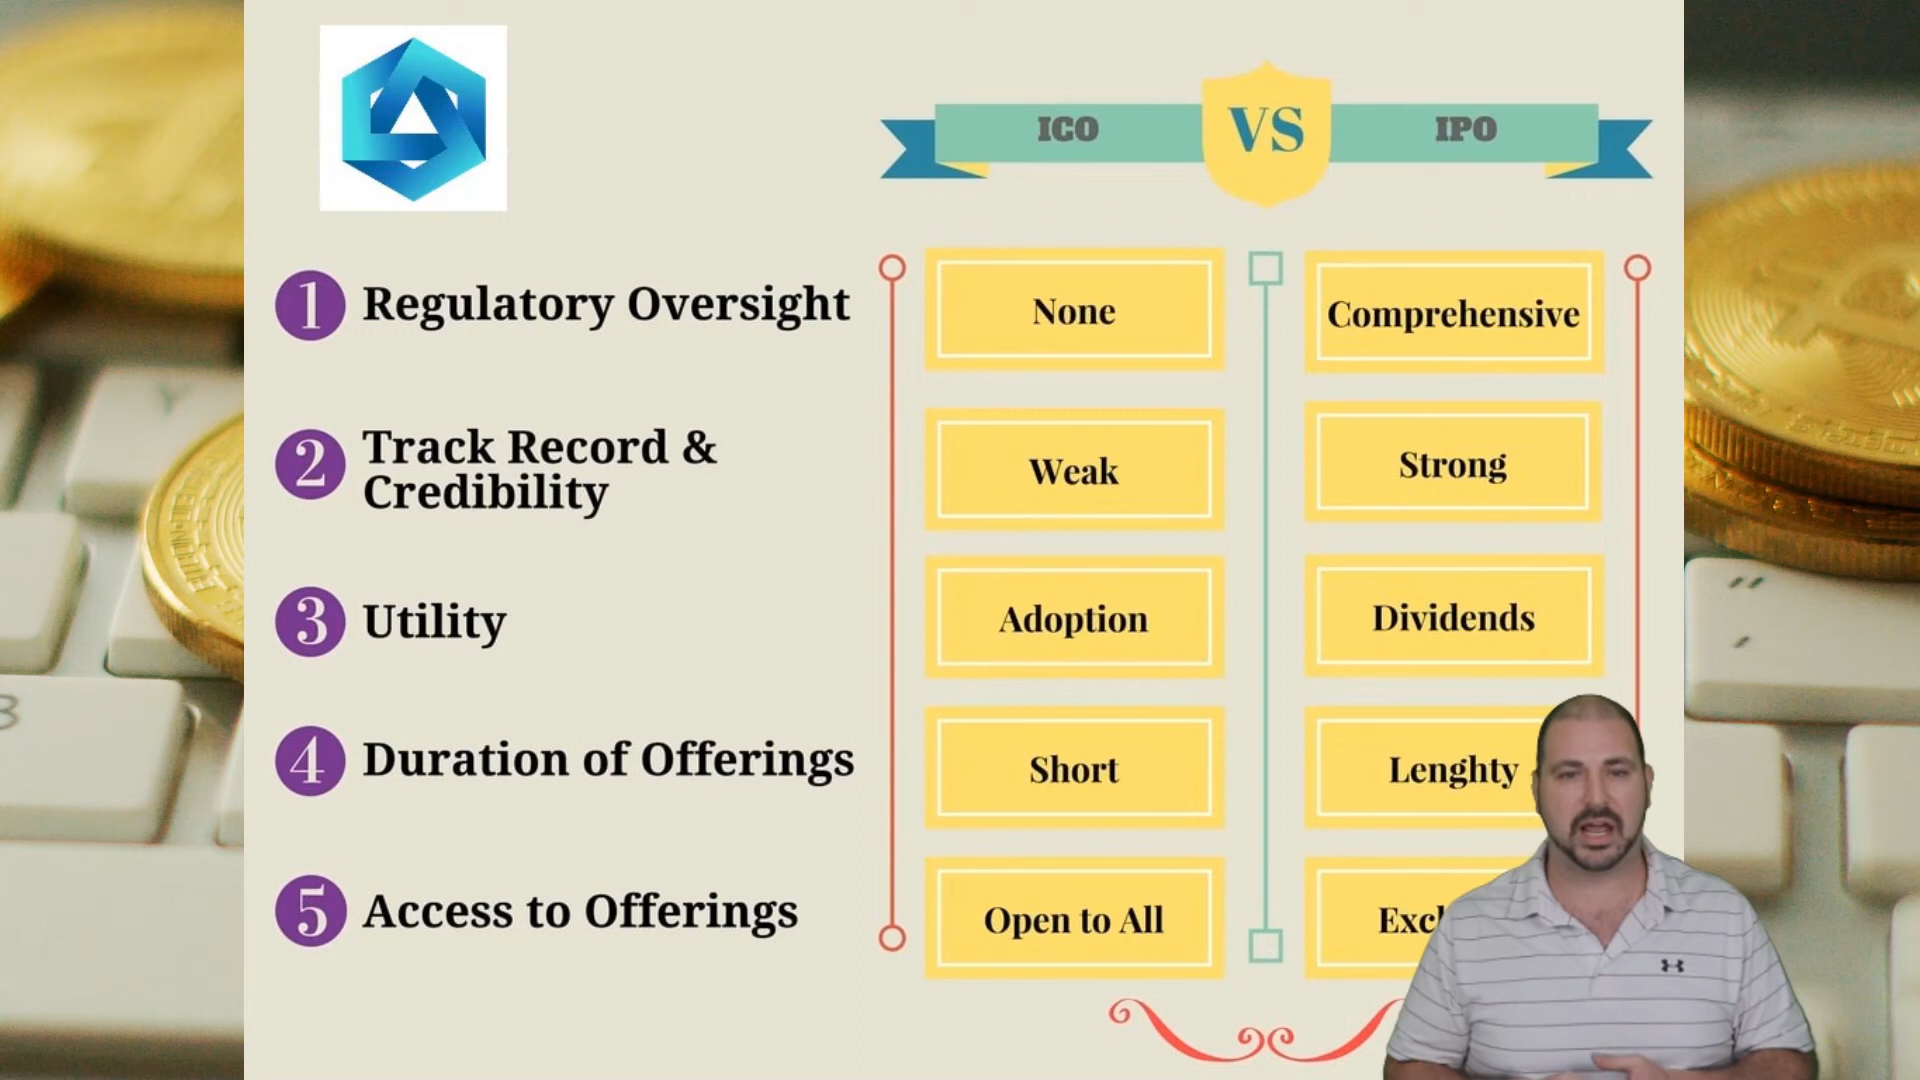 ICO VS IPO
1 Regulatory Oversight None Comprehensive
2 Track Record &
Credibility Weak Strong
3 Utility Adoption Dividends
4 Duration of Offerings Short Lenghty
5 Access to Offerings Open to All